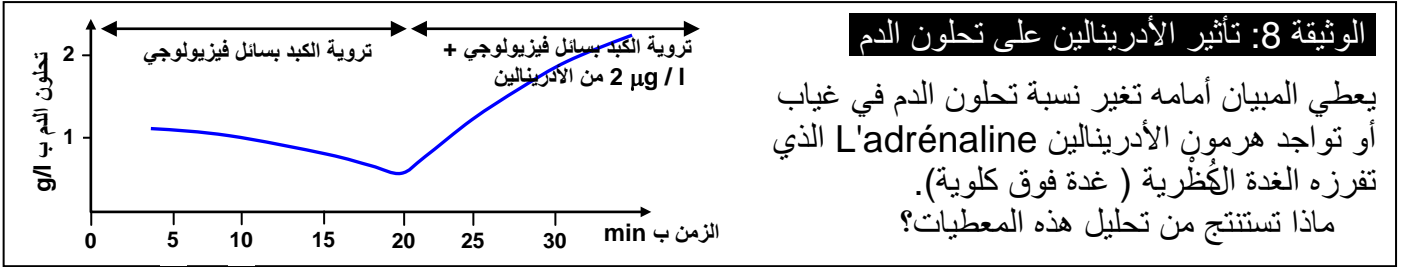 الوثيقة 8: تأثير الأدرينالين على تحلون الدم
يعطي المبيان أمامه تغير نسبة تحلون الدم في غياب
أو تواجد هرمون الأدرينالين L'adrénaline الذي
تفرزه الغدة الكُظْرية ( غدة فوق كلوية).
ماذا تستنتج من تحليل هذه المعطيات؟
تروية الكبد بسائل فيزيولوجي +
2 µg / l من الأدرينالين
تروية الكبد بسائل فيزيولوجي
تحلون الدم ب g/l
2
1
0 5 10 15 20 25 30
الزمن ب min